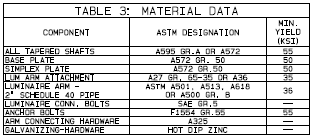 TABLE 3: MATERIAL DATA
COMPONENT ASTM DESIGNATION MIN. YIELD (KSI)
ALL TAPERED SHAFTS A595 GR.A OR A572 55
BASE PLATE A572 GR. 50 50
SIMPLEX PLATE A572 GR.50 50
LUM ARM ATTACHMENT A27 GR, 65-35 OR A36 35
LUMINAIRE ARM - 2" SCHEDULE 40 PIPE ASTM A501, A513, A618 OR A500 GR. B 36
LUMINAIRE CONN. BOLTS SAE GR.5 —
ANCHOR BOLTS F1554 GR.55 55
ARM CONNECTING HARDWARE A325 —
GALVANIZING-HARDWARE HOT DIP ZINC —